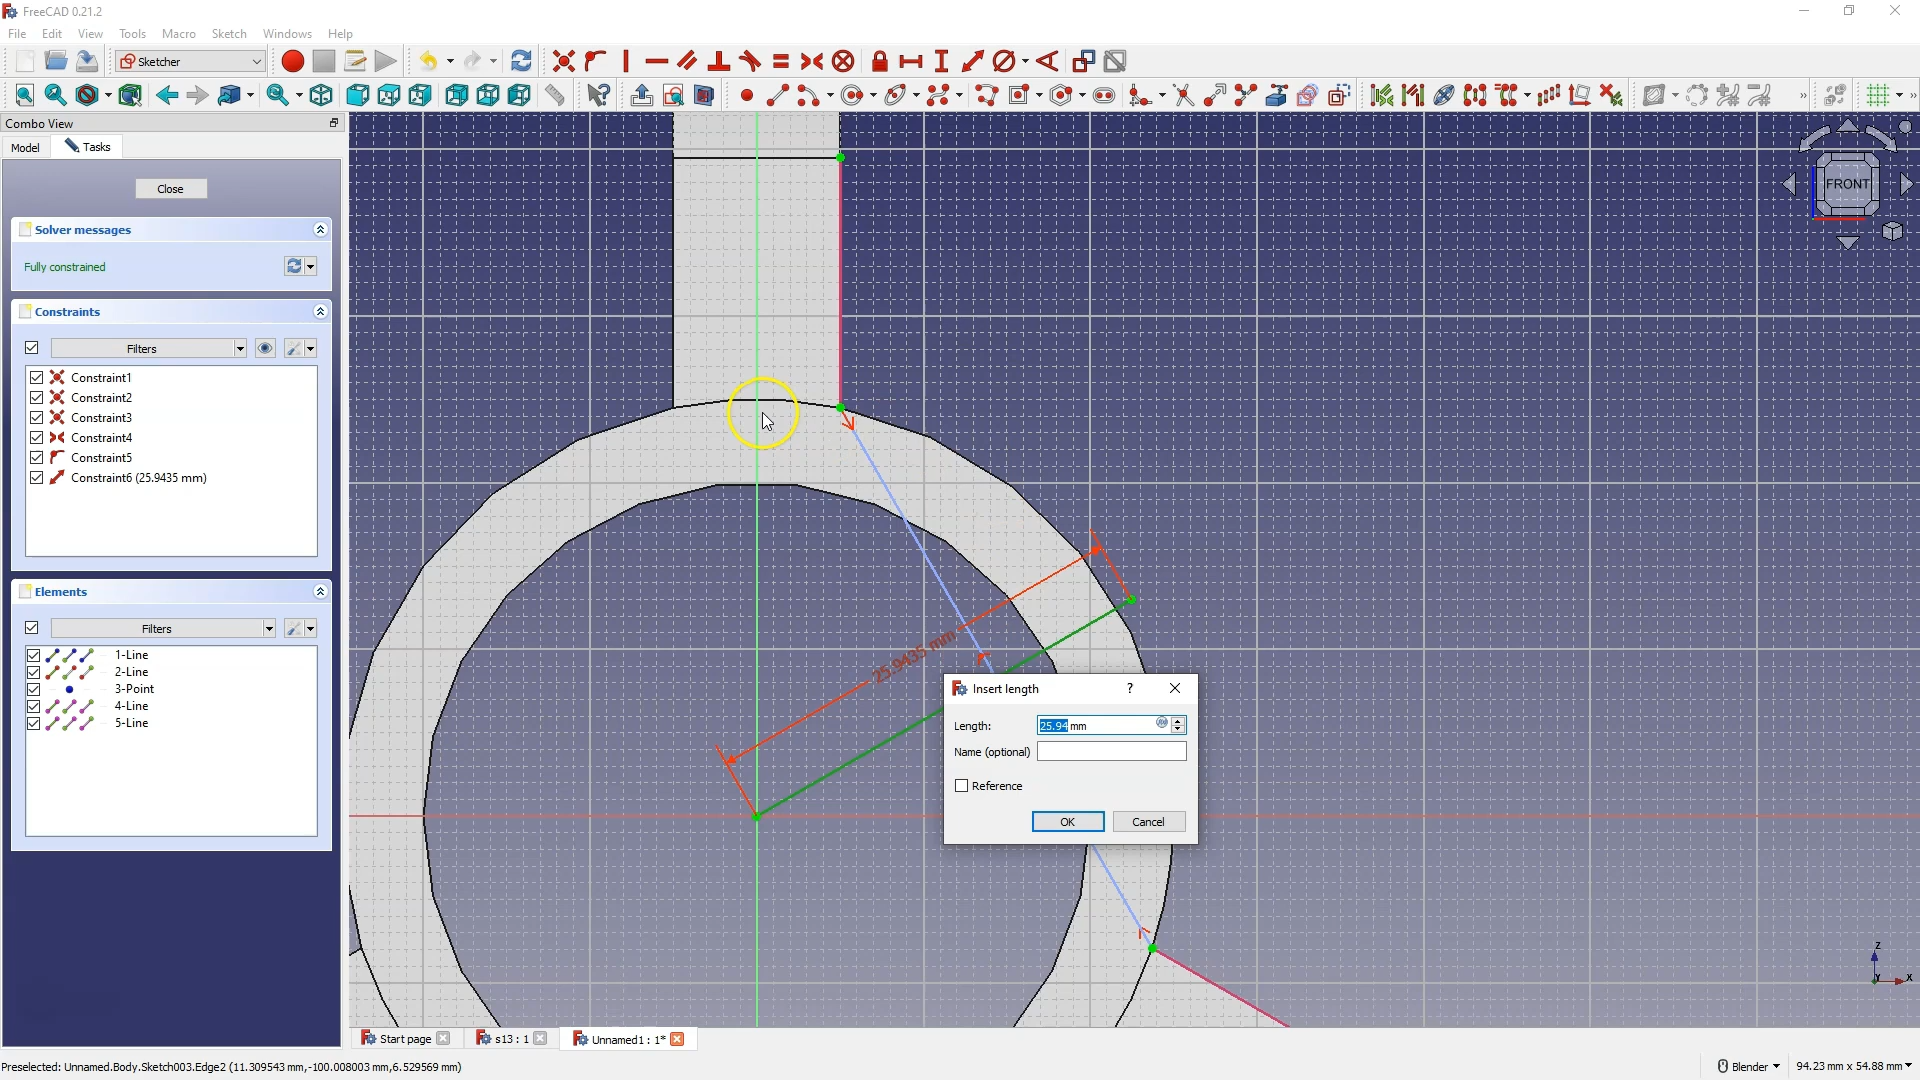 FreeCAD 0.21.2
File Edit View Tools Macro Sketch Windows Help
Sketcher
Combo View
Model Tasks
FRONT
Close
Solver messages
Fully constrained
Constraints
Filters
Constraint1
Constraint2
Constraint3
Constraint4
Constraint5
Constraint6 (25.9435 mm)
Elements
Filters
1-Line
2-Line
3-Point
4-Line
5-Line
25.9435 mm
Insert length ?
Length: 25.94 mm
Name (optional)
Reference
OK Cancel
Z
Y X
Start page s13 : 1 Unnamed1 : 1*
Preselected: Unnamed.Body.Sketch003.Edge2 (11.309543 mm,-100.008003 mm,6.529569 mm) Blender 94.23 mm x 54.88 mm